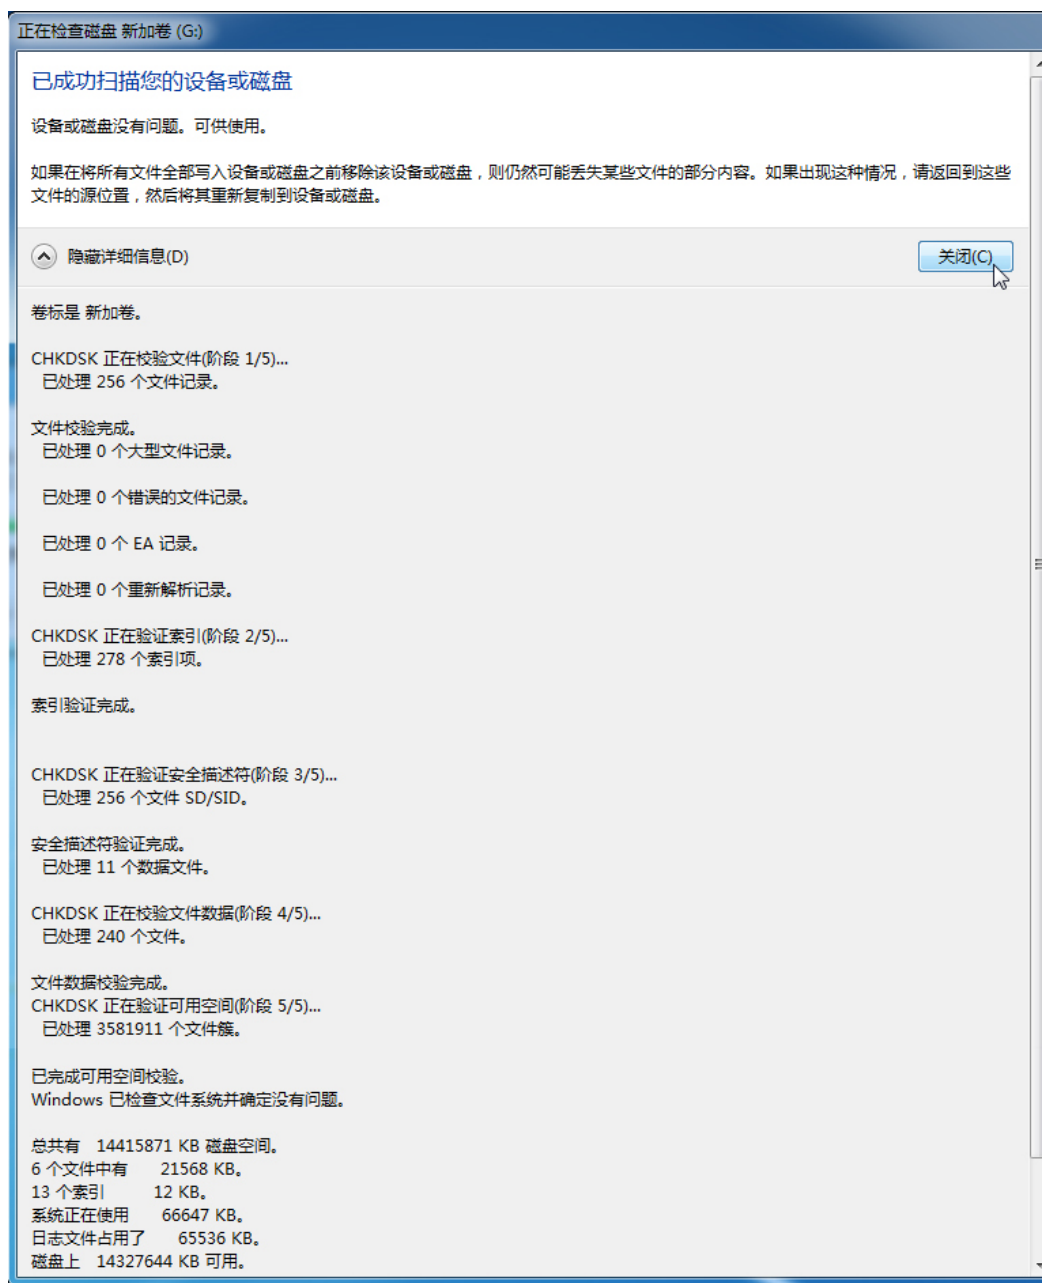 正在检查磁盘 新加卷 (G:)
已成功扫描您的设备或磁盘
设备或磁盘没有问题。可供使用。
如果在将所有文件全部写入设备或磁盘之前移除该设备或磁盘，则仍然可能丢失某些文件的部分内容。如果出现这种情况，请返回到这些
文件的源位置，然后将其重新复制到设备或磁盘。
隐藏详细信息(D)
关闭(C)
卷标是 新加卷。
CHKDSK 正在校验文件(阶段 1/5)...
已处理 256 个文件记录。
文件校验完成。
已处理 0 个大型文件记录。
已处理 0 个错误的文件记录。
已处理 0 个 EA 记录。
已处理 0 个重新解析记录。
CHKDSK 正在验证索引(阶段 2/5)...
已处理 278 个索引项。
索引验证完成。
CHKDSK 正在验证安全描述符(阶段 3/5)...
已处理 256 个文件 SD/SID。
安全描述符验证完成。
已处理 11 个数据文件。
CHKDSK 正在校验文件数据(阶段 4/5)...
已处理 240 个文件。
文件数据校验完成。
CHKDSK 正在验证可用空间(阶段 5/5)...
已处理 3581911 个文件簇。
已完成可用空间校验。
Windows 已检查文件系统并确定没有问题。
总共有 14415871 KB 磁盘空间。
6 个文件中有 21568 KB。
13 个索引 12 KB。
系统正在使用 66647 KB。
日志文件占用了 65536 KB。
磁盘上 14327644 KB 可用。